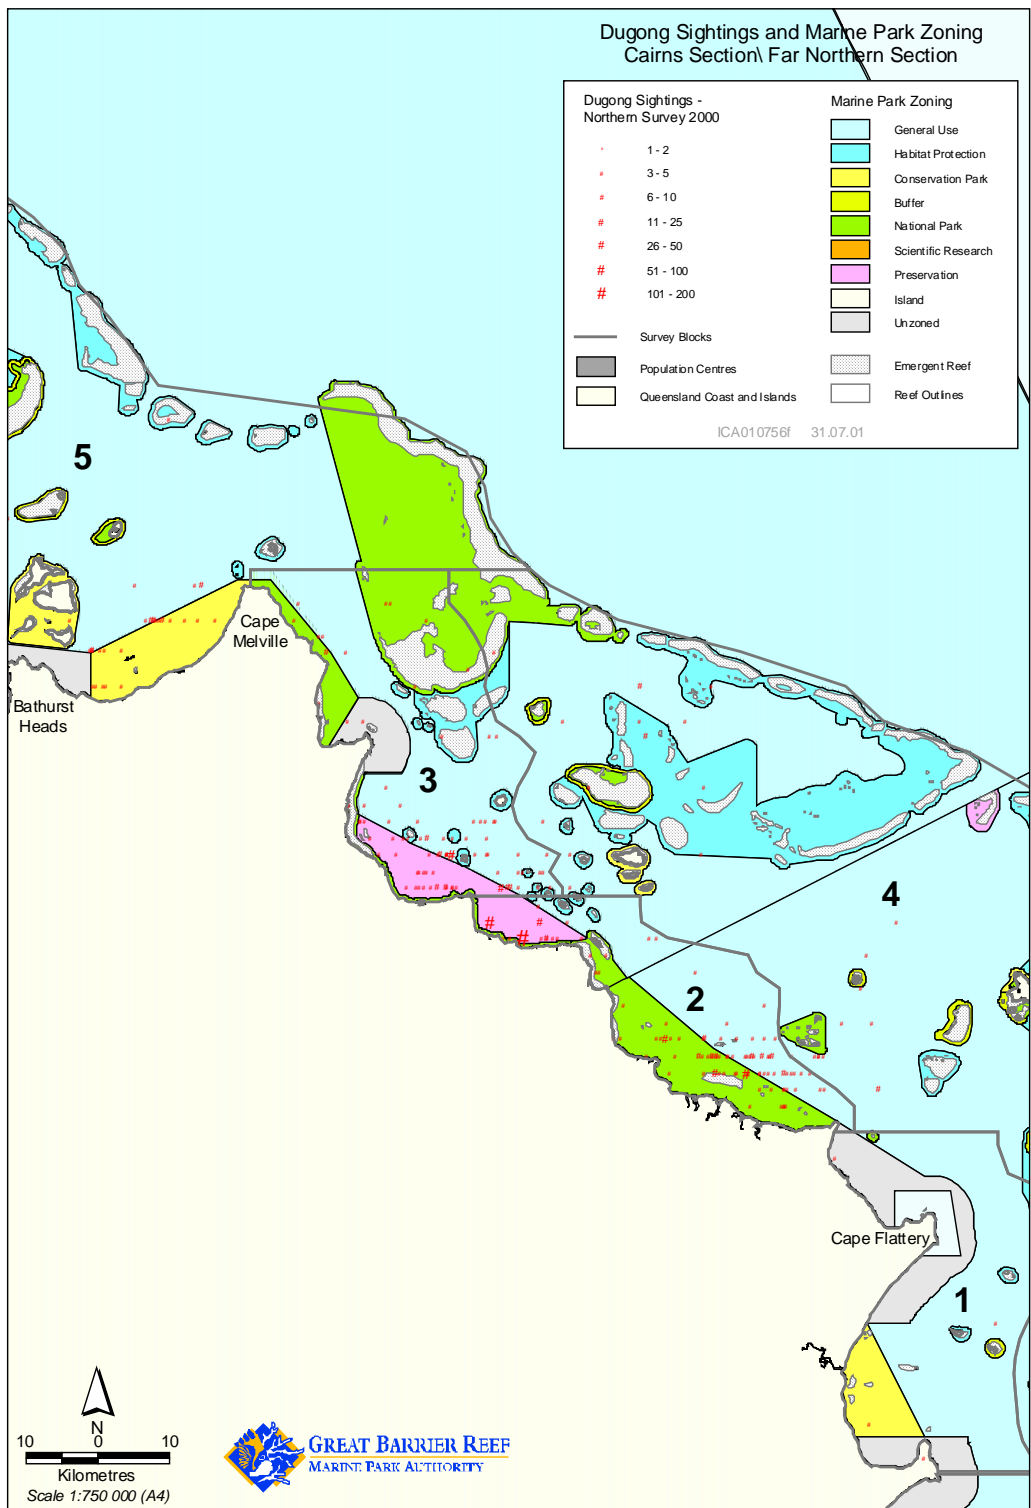 Dugong Sightings and Marine Park Zoning
Cairns Section\ Far Northern Section
Dugong Sightings -
Northern Survey 2000
1 - 2
3 - 5
6 - 10
11 - 25
26 - 50
51 - 100
101 - 200
Survey Blocks
Population Centres
Queensland Coast and Islands
Marine Park Zoning
General Use
Habitat Protection
Conservation Park
Buffer
National Park
Scientific Research
Preservation
Island
Unzoned
Emergent Reef
Reef Outlines
ICA010756f 31.07.01
5
Cape
Melville
Bathurst
Heads
3
4
2
Cape Flattery
1
N
10 0 10
Kilometres
Scale 1:750 000 (A4)
GREAT BARRIER REEF
MARINE PARK AUTHORITY